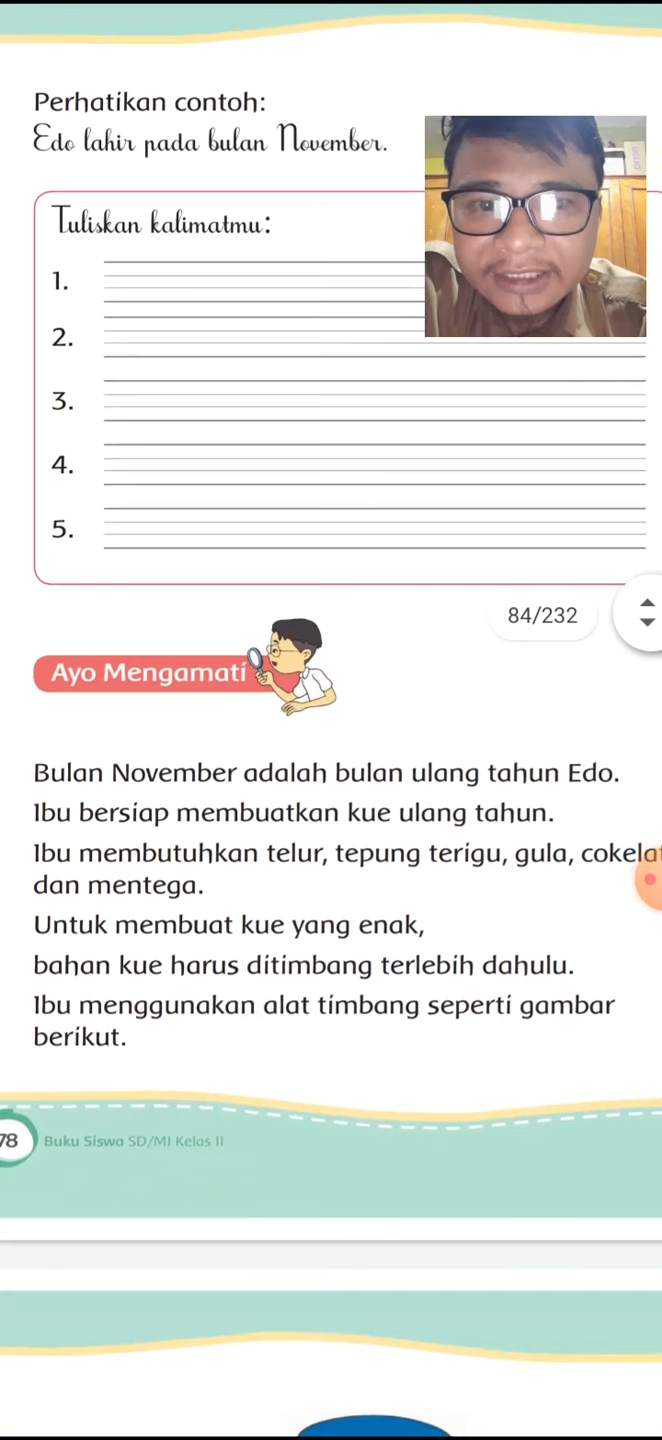 Perhatikan contoh:
Edo lahir pada bulan November.
Tuliskan kalimatmu:
1.
2.
3.
4.
5.
84/232
Ayo Mengamati
Bulan November adalah bulan ulang tahun Edo.
Ibu bersiap membuatkan kue ulang tahun.
Ibu membutuhkan telur, tepung terigu, gula, cokelat
dan mentega.
Untuk membuat kue yang enak,
bahan kue harus ditimbang terlebih dahulu.
Ibu menggunakan alat timbang seperti gambar
berikut.
78
Buku Siswa SD/MI Kelas II